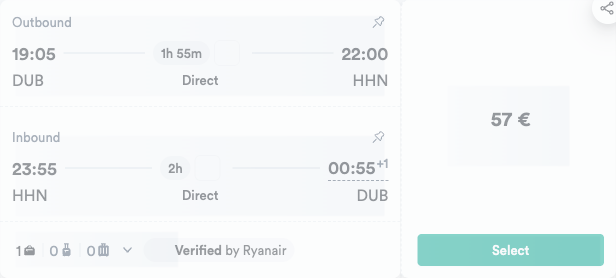 Outbound
19:05 1h 55m 22:00
DUB Direct HHN
57 €
Inbound
23:55 2h 00:55+1
HHN Direct DUB
1 0 0 Verified by Ryanair
Select